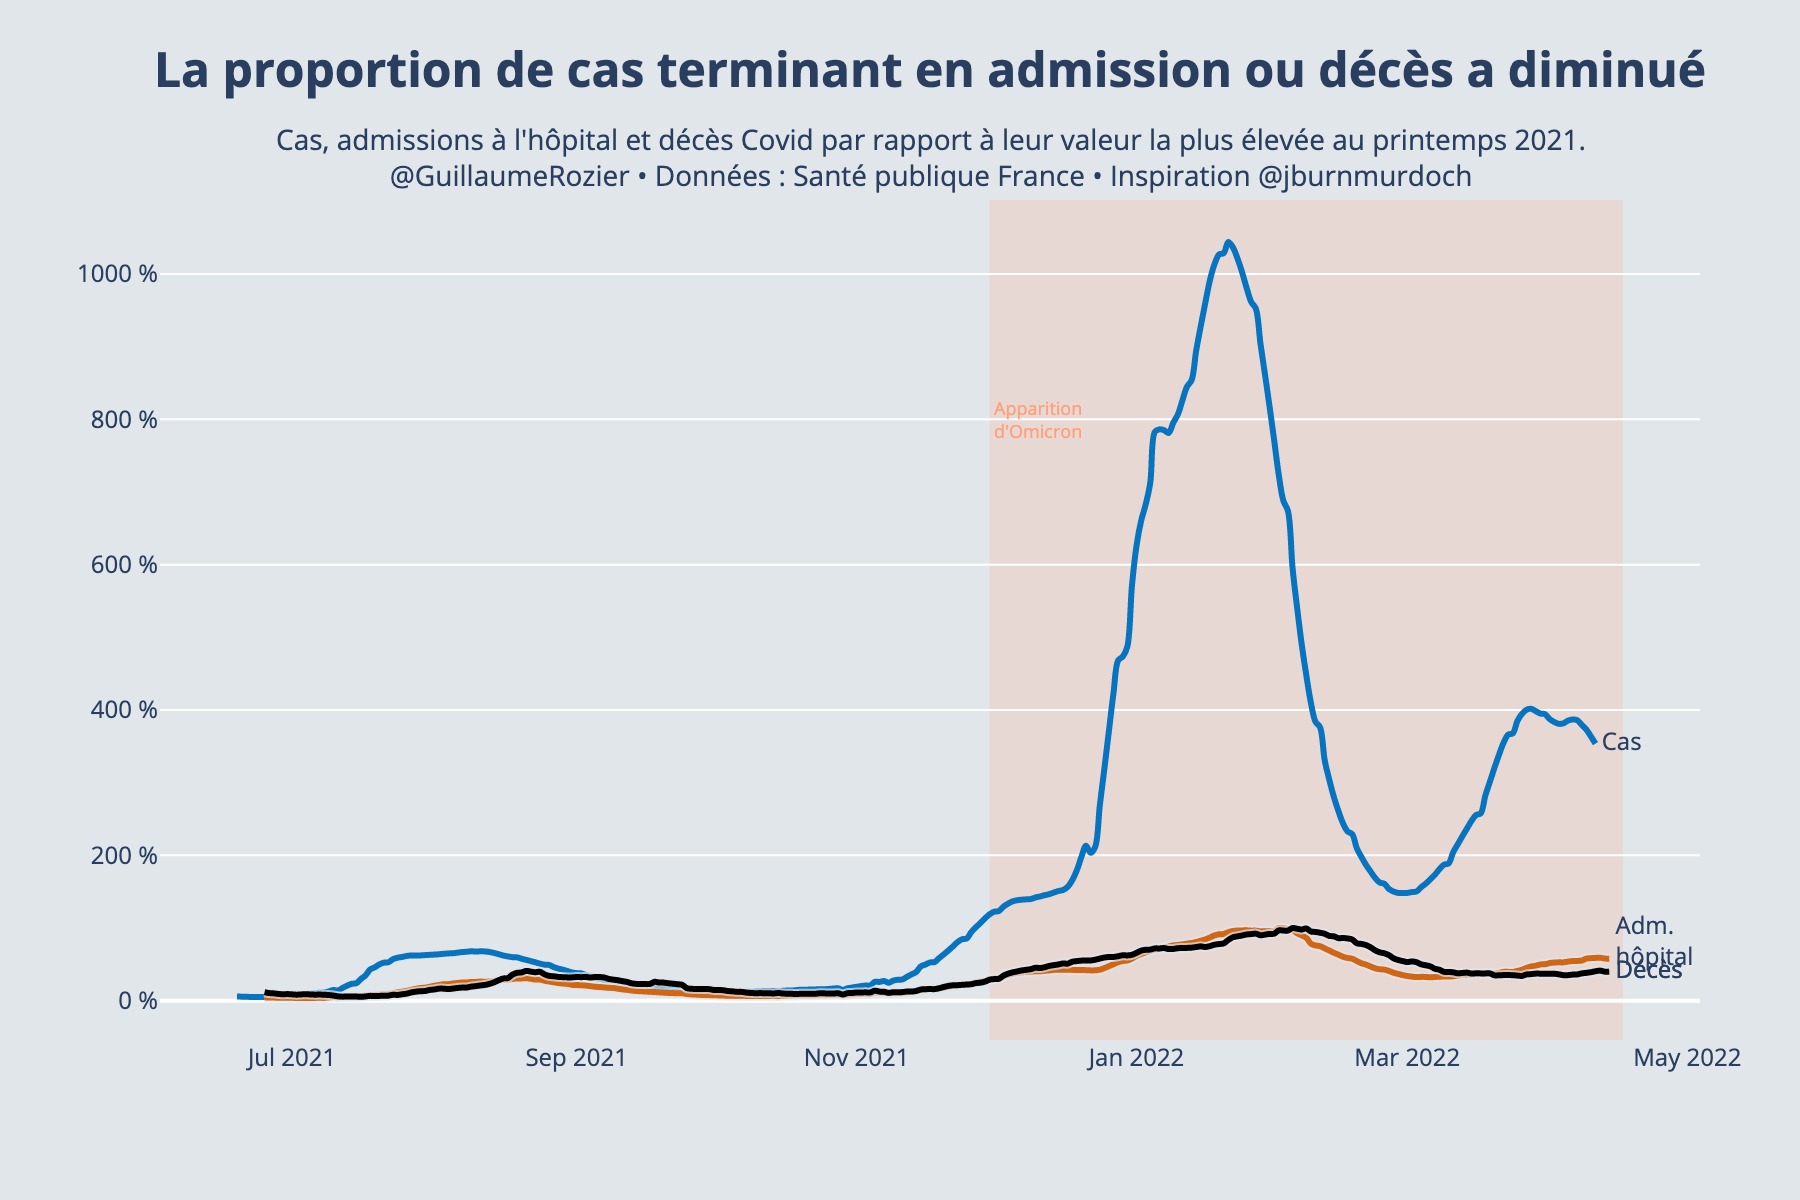 La proportion de cas terminant en admission ou décès a diminué
Cas, admissions à l'hôpital et décès Covid par rapport à leur valeur la plus élevée au printemps 2021.
@GuillaumeRozier • Données : Santé publique France • Inspiration @jburnmurdoch
1000 %
800 %
600 %
400 %
200 %
0 %
Apparition
d'Omicron
Cas
Adm.
hôpital
Décès
Jul 2021
Sep 2021
Nov 2021
Jan 2022
Mar 2022
May 2022